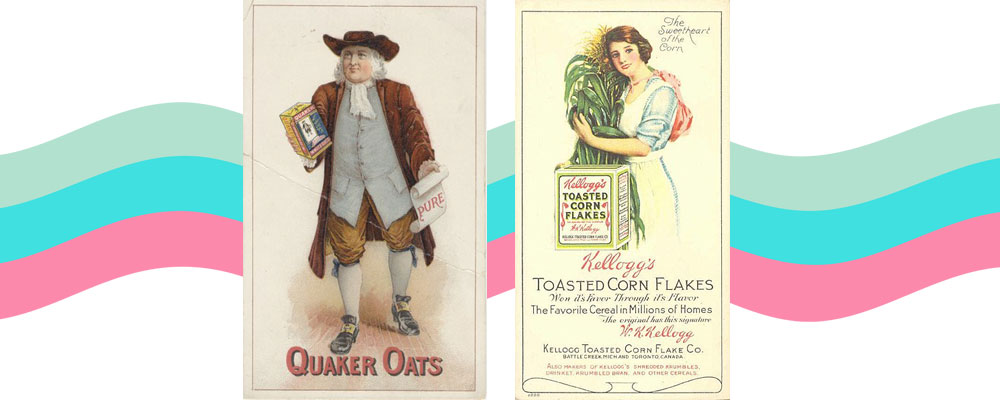 PURE
QUAKER OATS
The
Sweetheart
of the
Corn
Kellogg's
TOASTED
CORN
FLAKES
W.K.Kellogg
KELLOGG TOASTED CORN FLAKE CO.
Kellogg's
TOASTED CORN FLAKES
Won its Favor Through it's Flavor
The Favorite Cereal in Millions of Homes
The original has this signature
W.K.Kellogg
KELLOGG TOASTED CORN FLAKE CO.
BATTLE CREEK, MICH. AND TORONTO, CANADA.
ALSO MAKERS OF KELLOGG'S SHREDDED KRUMBLES,
DRINKET, KRUMBLED BRAN, AND OTHER CEREALS.